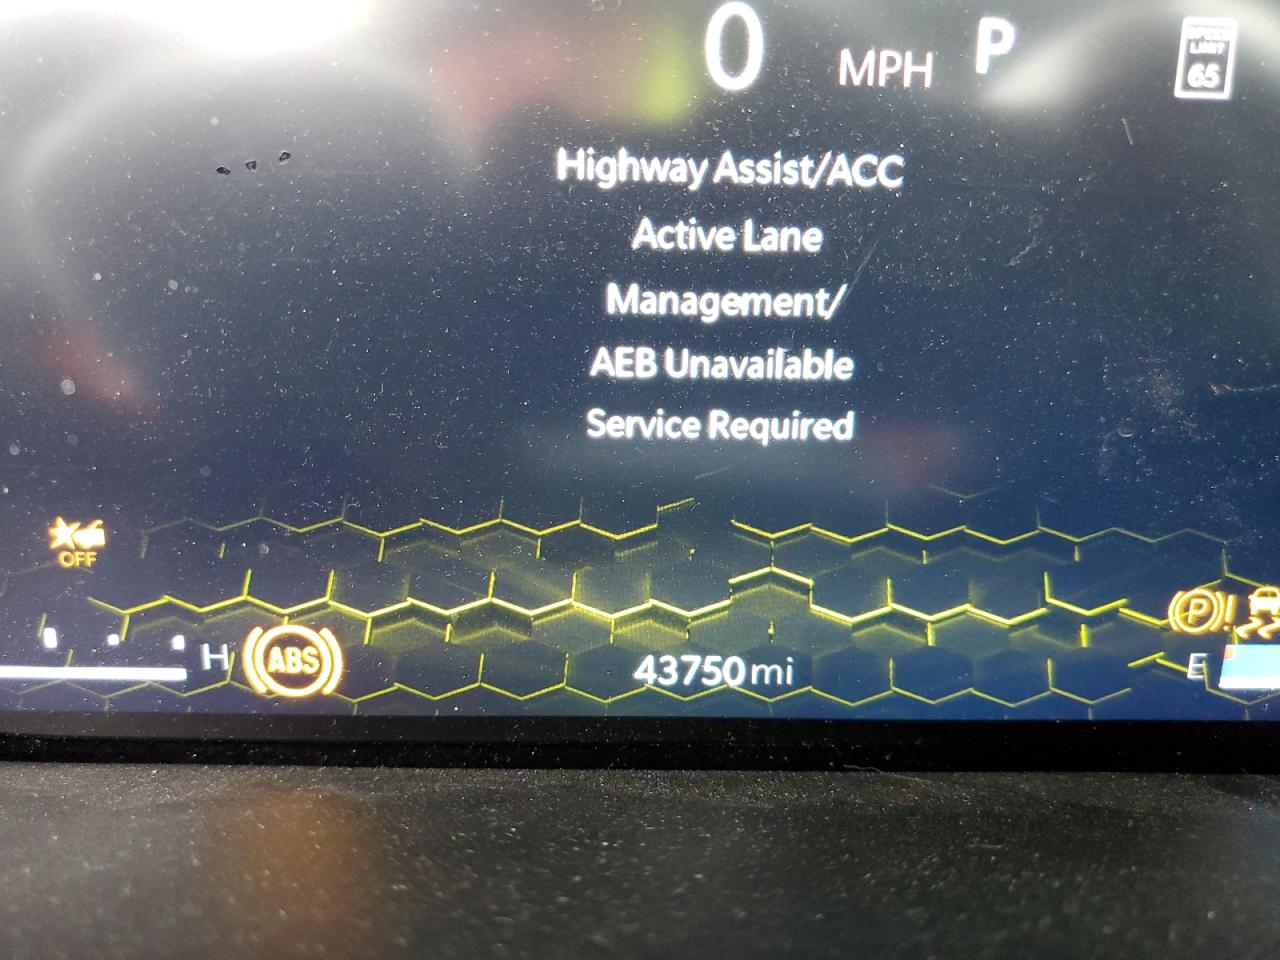 0 MPH P
SPEED
LIMIT
65
Highway Assist/ACC
Active Lane
Management/
AEB Unavailable
Service Required
OFF
P !
H ABS 43750 mi E